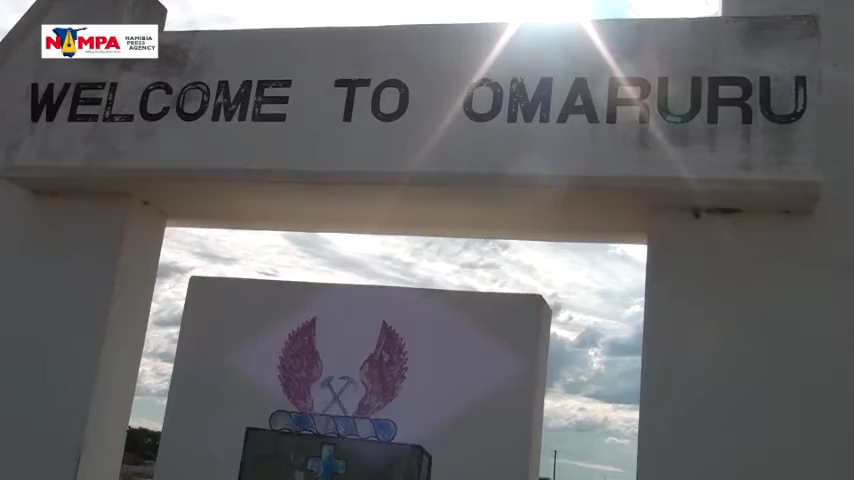 NAMPA
NAMIBIA
PRESS
AGENCY
WELCOME TO OMARURU